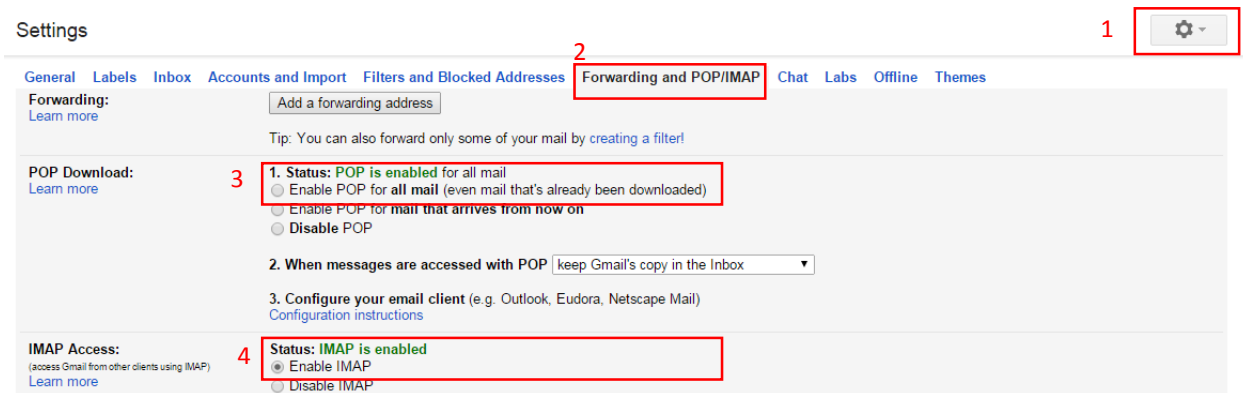 Settings
1
2
General Labels Inbox Accounts and Import Filters and Blocked Addresses Forwarding and POP/IMAP Chat Labs Offline Themes
Forwarding:
Learn more
Add a forwarding address
Tip: You can also forward only some of your mail by creating a filter!
POP Download:
Learn more
3
1. Status: POP is enabled for all mail
Enable POP for all mail (even mail that's already been downloaded)
Enable POP for mail that arrives from now on
Disable POP
2. When messages are accessed with POP keep Gmail's copy in the Inbox
3. Configure your email client (e.g. Outlook, Eudora, Netscape Mail)
Configuration instructions
IMAP Access:
(access Gmail from other clients using IMAP)
Learn more
4
Status: IMAP is enabled
Enable IMAP
Disable IMAP